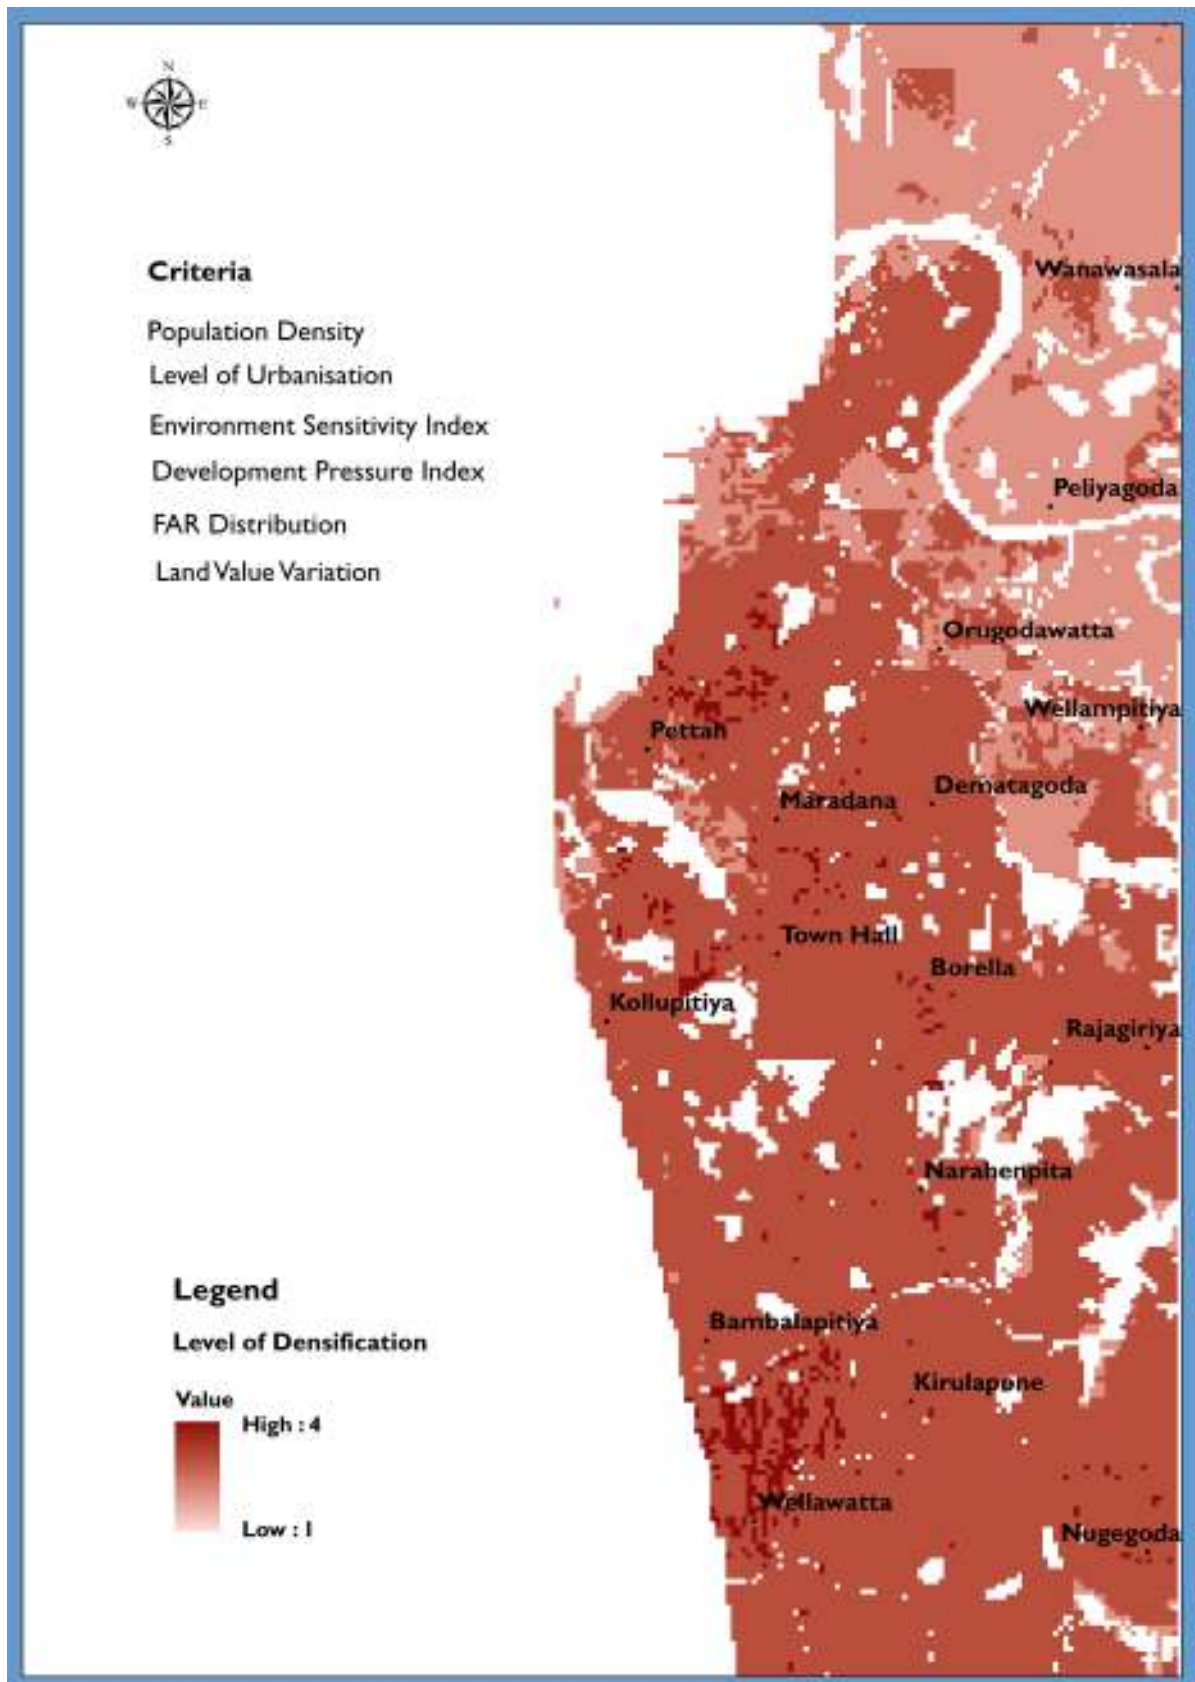 N
W E
S
Criteria
Population Density
Level of Urbanisation
Environment Sensitivity Index
Development Pressure Index
FAR Distribution
Land Value Variation
Wanawasala
Peliyagoda
Orugodawatta
Wellampitiya
Pettah
Dematagoda
Maradana
Town Hall
Borella
Kollupitiya
Rajagiriya
Narahenpita
Bambalapitiya
Kirulapone
Wellawatta
Nugegoda
Legend
Level of Densification
Value
High : 4
Low : 1